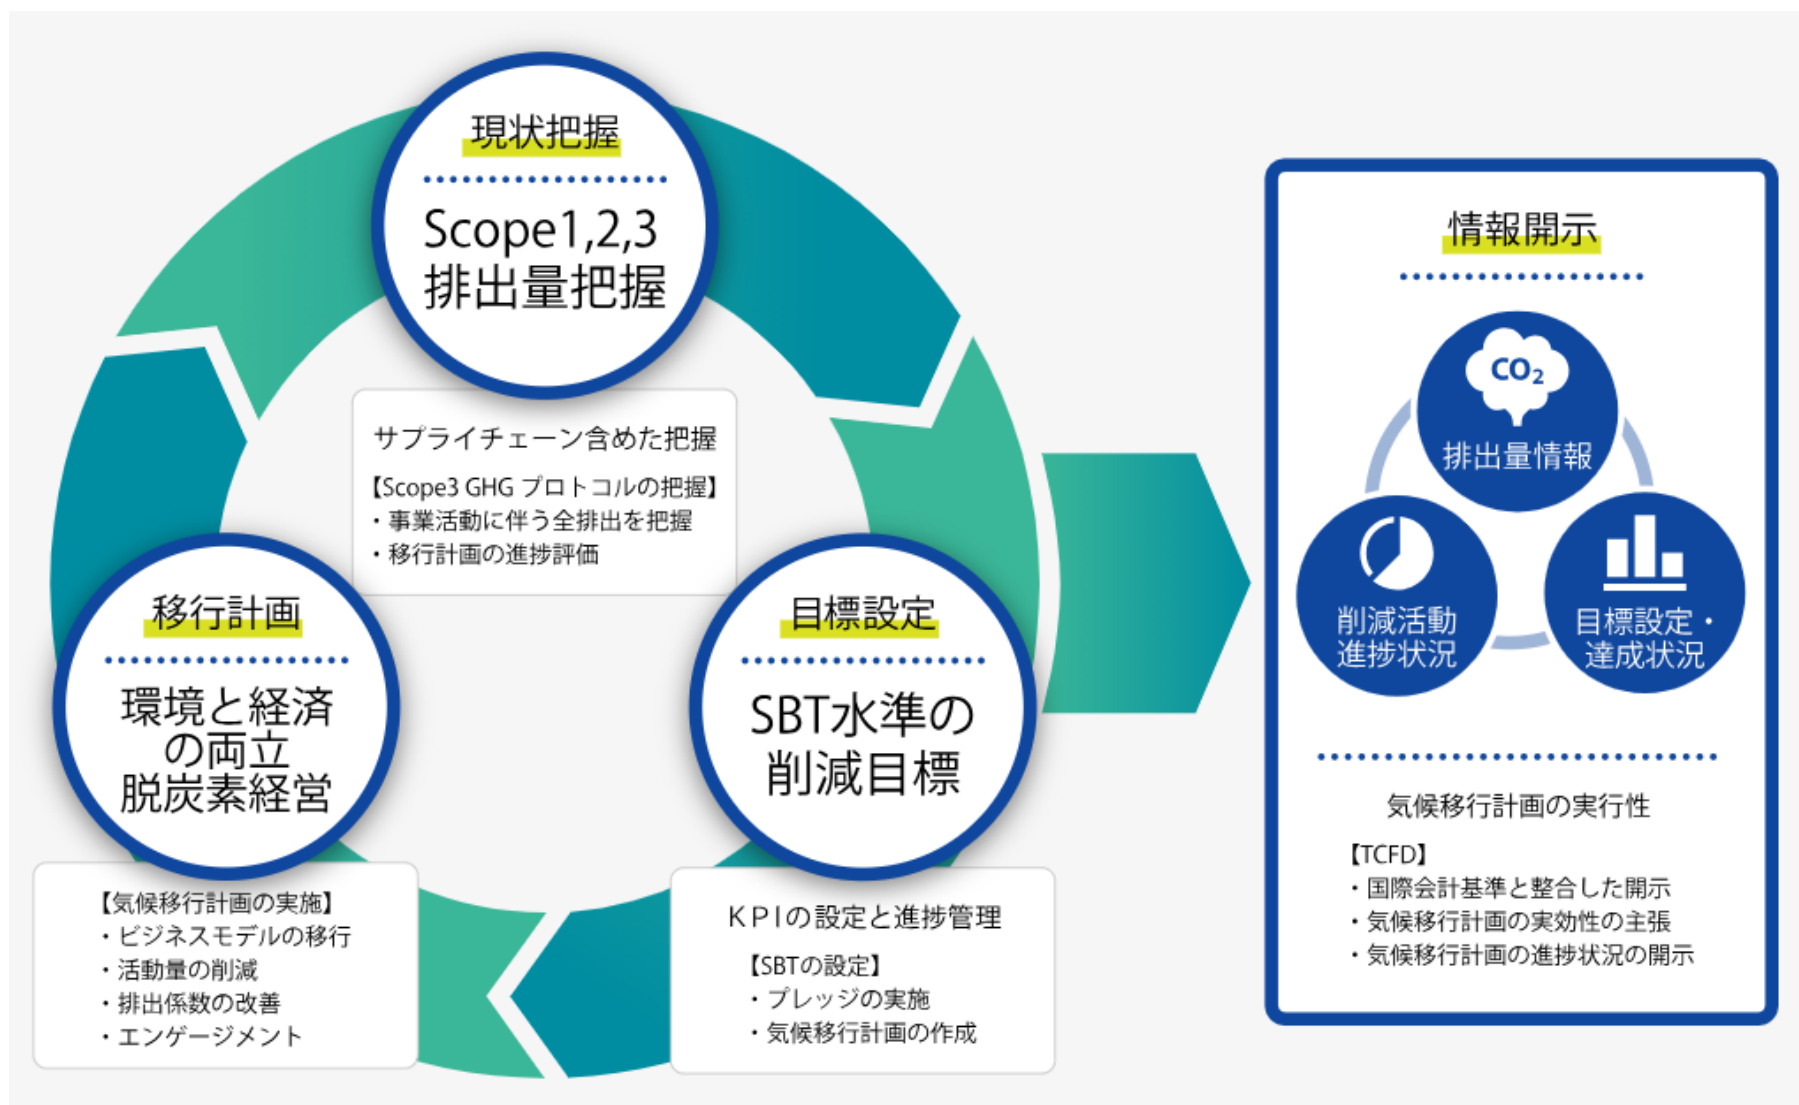 現状把握
Scope1,2,3
排出量把握
サプライチェーン含めた把握
【Scope3 GHG プロトコルの把握】
・事業活動に伴う全排出を把握
・移行計画の進捗評価
目標設定
SBT水準の
削減目標
KPIの設定と進捗管理
【SBTの設定】
・プレッジの実施
・気候移行計画の作成
移行計画
環境と経済
の両立
脱炭素経営
【気候移行計画の実施】
・ビジネスモデルの移行
・活動量の削減
・排出係数の改善
・エンゲージメント
情報開示
CO₂
排出量情報
削減活動
進捗状況
目標設定・
達成状況
気候移行計画の実行性
【TCFD】
・国際会計基準と整合した開示
・気候移行計画の実効性の主張
・気候移行計画の進捗状況の開示